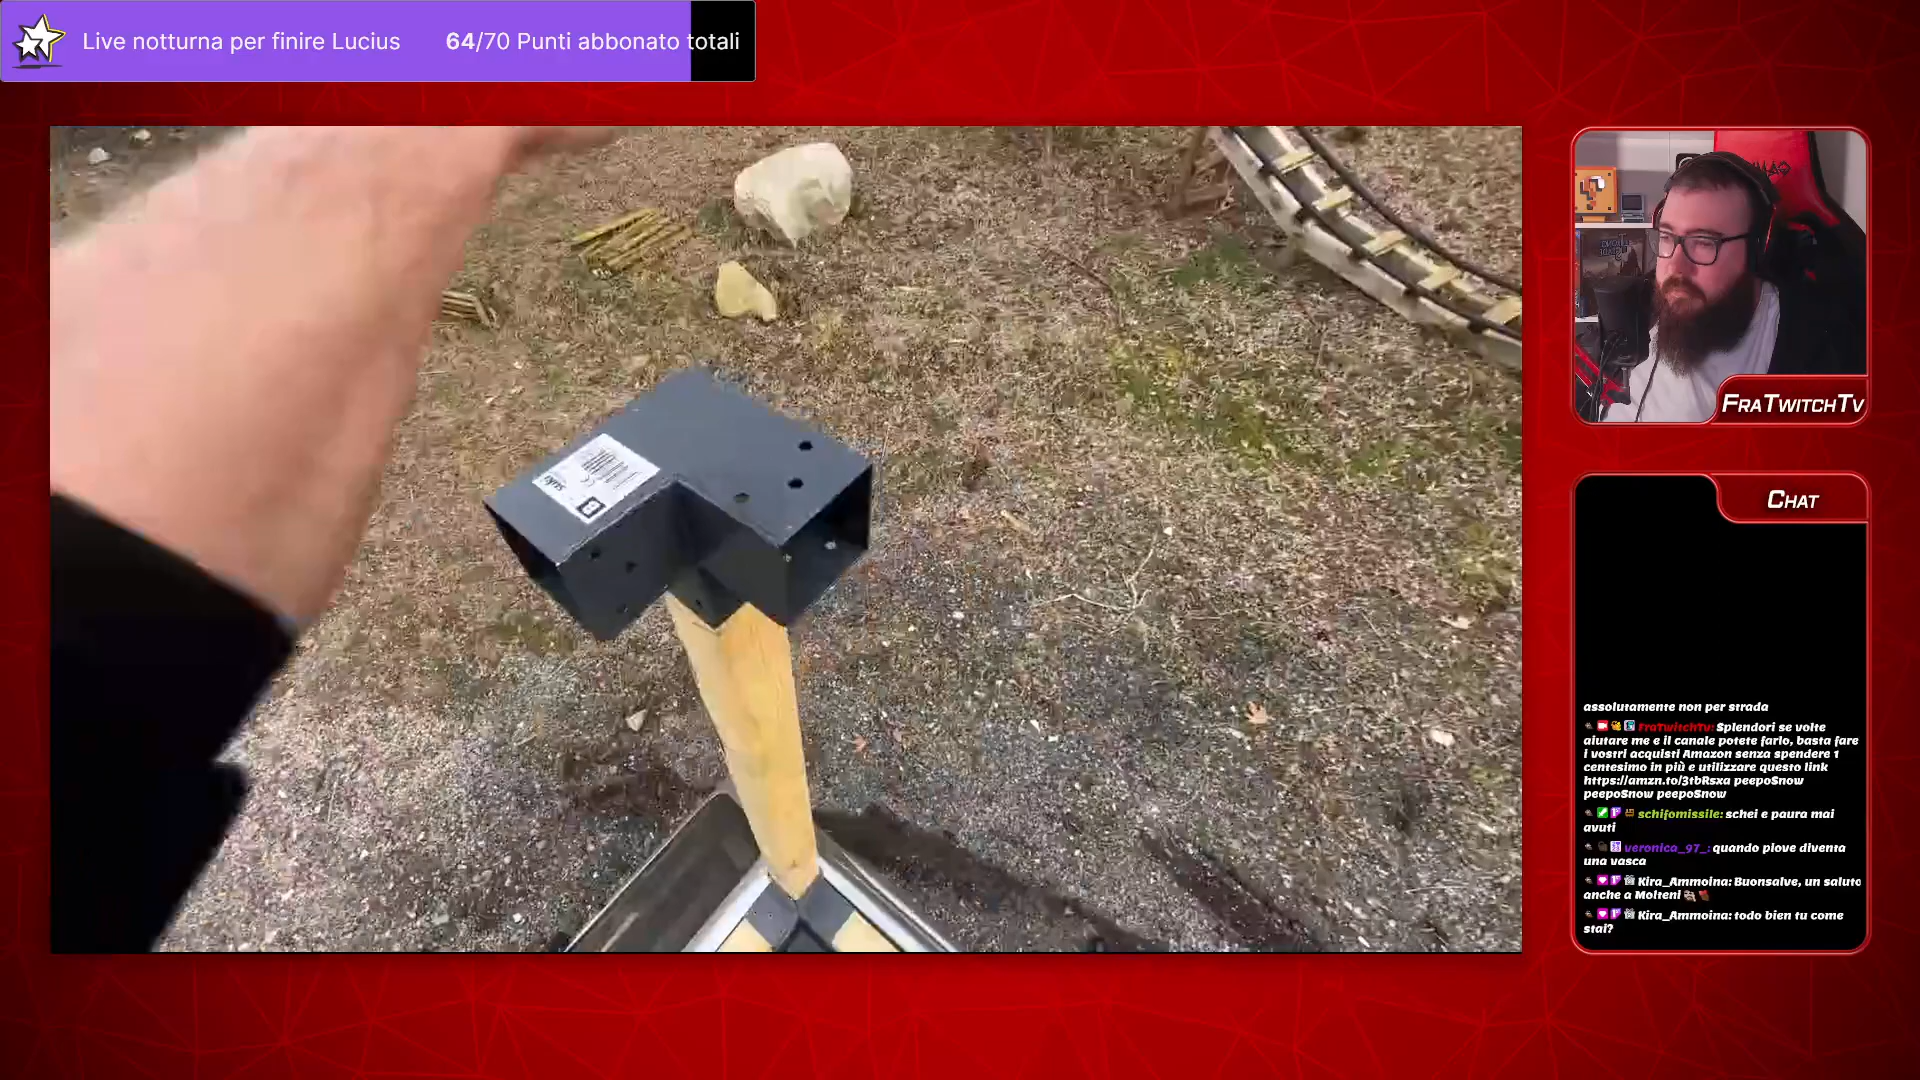 Live notturna per finire Lucius 64/70 Punti abbonato totali
FraTwitchTv
Chat
assolutamente non per strada
FraTwitchTv: Splendori se volte
aiutare me e il canale potete farlo, basta fare
i vostri acquisti Amazon senza spendere 1
centesimo in più e utilizzare questo link
https://amzn.to/3tbRsxa peepoSnow
peepoSnow peepoSnow
schifomissile: schei e paura mai
avuti
veronica_97_: quando piove diventa
una vasca
Kira_Ammoina: Buonsalve, un saluto
anche a Molteni
Kira_Ammoina: todo bien tu come
stai?